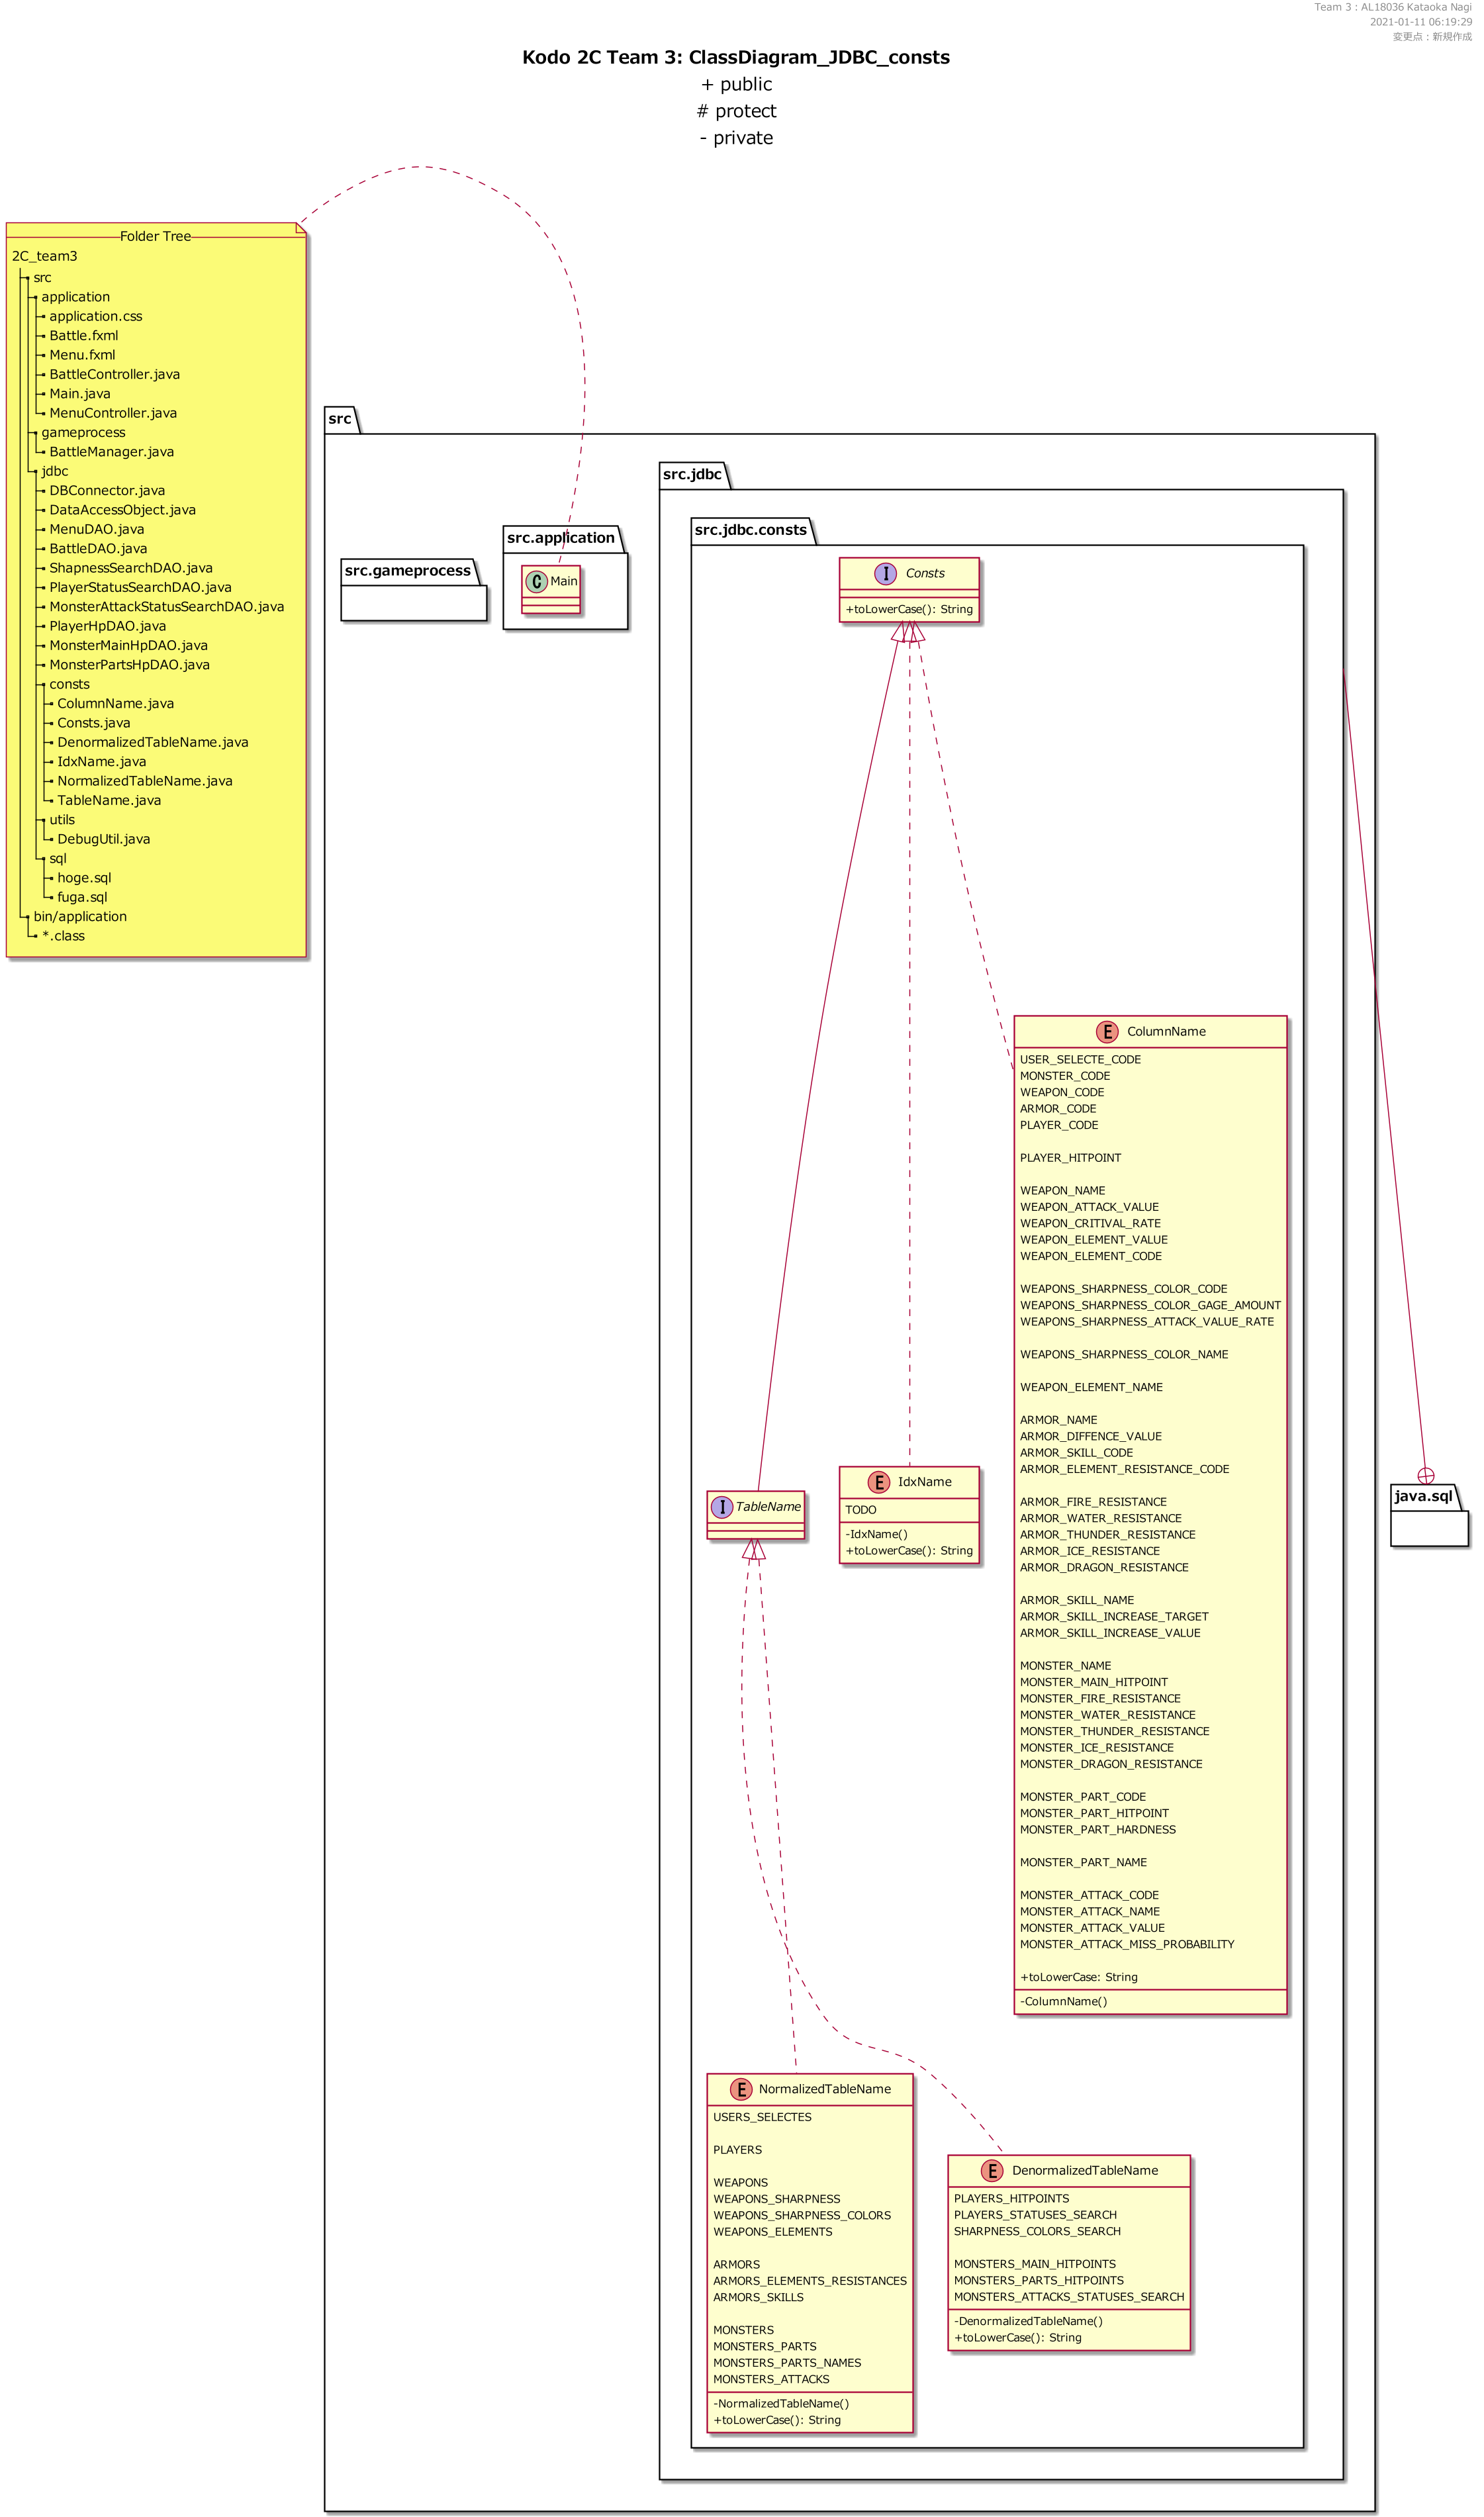 Team 3 : AL18036 Kataoka Nagi
2021-01-11 06:19:29
変更点：新規作成
Kodo 2C Team 3: ClassDiagram_JDBC_consts
+ public
# protect
- private
Folder Tree
2C_team3
src
application
application.css
Battle.fxml
Menu.fxml
BattleController.java
Main.java
MenuController.java
gameprocess
BattleManager.java
jdbc
DBConnector.java
DataAccessObject.java
MenuDAO.java
BattleDAO.java
ShapnessSearchDAO.java
PlayerStatusSearchDAO.java
MonsterAttackStatusSearchDAO.java
PlayerHpDAO.java
MonsterMainHpDAO.java
MonsterPartsHpDAO.java
consts
ColumnName.java
Consts.java
DenormalizedTableName.java
IdxName.java
NormalizedTableName.java
TableName.java
utils
DebugUtil.java
sql
hoge.sql
fuga.sql
bin/application
*.class
src
src.gameprocess
src.application
C Main
src.jdbc
src.jdbc.consts
I Consts
+toLowerCase(): String
E ColumnName
USER_SELECTE_CODE
MONSTER_CODE
WEAPON_CODE
ARMOR_CODE
PLAYER_CODE
PLAYER_HITPOINT
WEAPON_NAME
WEAPON_ATTACK_VALUE
WEAPON_CRITIVAL_RATE
WEAPON_ELEMENT_VALUE
WEAPON_ELEMENT_CODE
WEAPONS_SHARPNESS_COLOR_CODE
WEAPONS_SHARPNESS_COLOR_GAGE_AMOUNT
WEAPONS_SHARPNESS_ATTACK_VALUE_RATE
WEAPONS_SHARPNESS_COLOR_NAME
WEAPON_ELEMENT_NAME
ARMOR_NAME
ARMOR_DIFFENCE_VALUE
ARMOR_SKILL_CODE
ARMOR_ELEMENT_RESISTANCE_CODE
ARMOR_FIRE_RESISTANCE
ARMOR_WATER_RESISTANCE
ARMOR_THUNDER_RESISTANCE
ARMOR_ICE_RESISTANCE
ARMOR_DRAGON_RESISTANCE
ARMOR_SKILL_NAME
ARMOR_SKILL_INCREASE_TARGET
ARMOR_SKILL_INCREASE_VALUE
MONSTER_NAME
MONSTER_MAIN_HITPOINT
MONSTER_FIRE_RESISTANCE
MONSTER_WATER_RESISTANCE
MONSTER_THUNDER_RESISTANCE
MONSTER_ICE_RESISTANCE
MONSTER_DRAGON_RESISTANCE
MONSTER_PART_CODE
MONSTER_PART_HITPOINT
MONSTER_PART_HARDNESS
MONSTER_PART_NAME
MONSTER_ATTACK_CODE
MONSTER_ATTACK_NAME
MONSTER_ATTACK_VALUE
MONSTER_ATTACK_MISS_PROBABILITY
+toLowerCase: String
-ColumnName()
I TableName
E IdxName
TODO
-IdxName()
+toLowerCase(): String
java.sql
E NormalizedTableName
USERS_SELECTES
PLAYERS
WEAPONS
WEAPONS_SHARPNESS
WEAPONS_SHARPNESS_COLORS
WEAPONS_ELEMENTS
ARMORS
ARMORS_ELEMENTS_RESISTANCES
ARMORS_SKILLS
MONSTERS
MONSTERS_PARTS
MONSTERS_PARTS_NAMES
MONSTERS_ATTACKS
-NormalizedTableName()
+toLowerCase(): String
E DenormalizedTableName
PLAYERS_HITPOINTS
PLAYERS_STATUSES_SEARCH
SHARPNESS_COLORS_SEARCH
MONSTERS_MAIN_HITPOINTS
MONSTERS_PARTS_HITPOINTS
MONSTERS_ATTACKS_STATUSES_SEARCH
-DenormalizedTableName()
+toLowerCase(): String